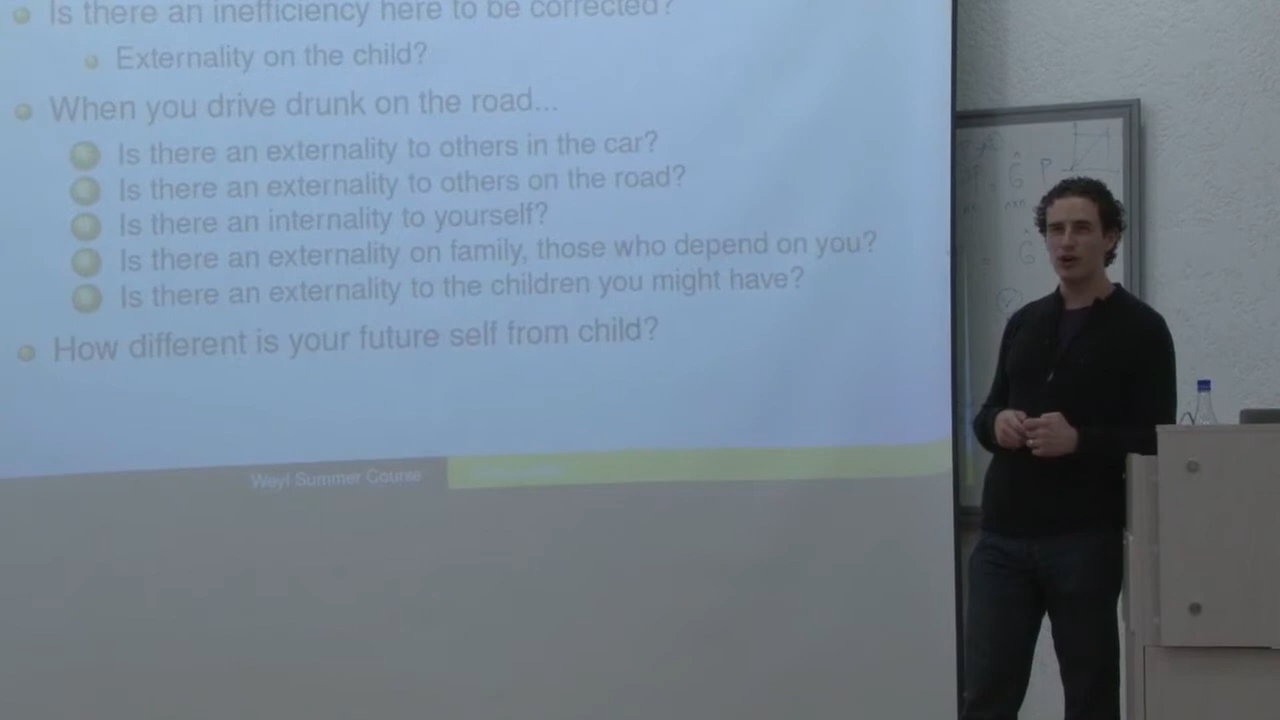 Is there an inefficiency here to be corrected?
Externality on the child?
When you drive drunk on the road...
Is there an externality to others in the car?
Is there an externality to others on the road?
Is there an internality to yourself?
Is there an externality on family, those who depend on you?
Is there an externality to the children you might have?
How different is your future self from child?
Weyl Summer Course
G P
G